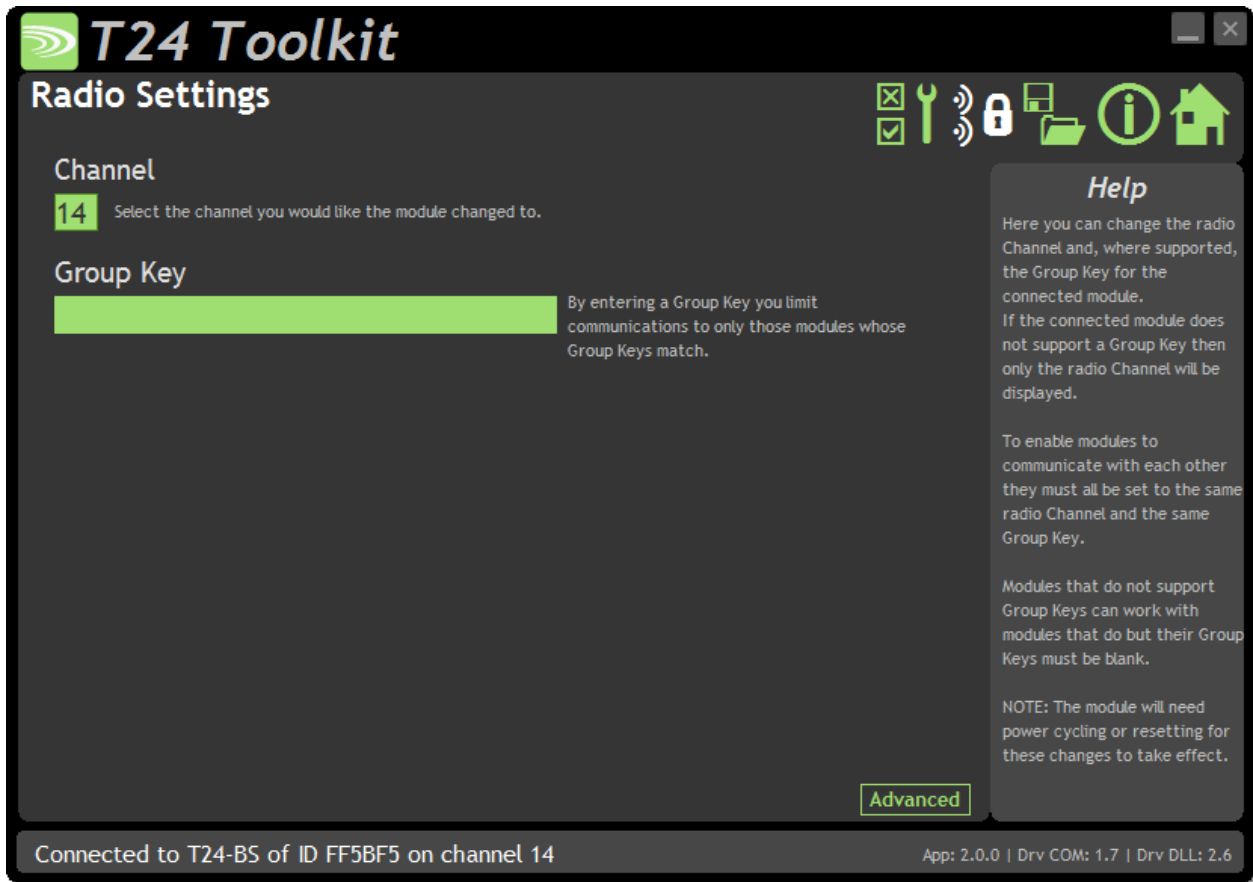 T24 Toolkit
Radio Settings
Channel
14
Select the channel you would like the module changed to.
Group Key
By entering a Group Key you limit
communications to only those modules whose
Group Keys match.
Advanced
Help
Here you can change the radio
Channel and, where supported,
the Group Key for the
connected module.
If the connected module does
not support a Group Key then
only the radio Channel will be
displayed.
To enable modules to
communicate with each other
they must all be set to the same
radio Channel and the same
Group Key.
Modules that do not support
Group Keys can work with
modules that do but their Group
Keys must be blank.
NOTE: The module will need
power cycling or resetting for
these changes to take effect.
Connected to T24-BS of ID FF5BF5 on channel 14
App: 2.0.0 | Drv COM: 1.7 | Drv DLL: 2.6